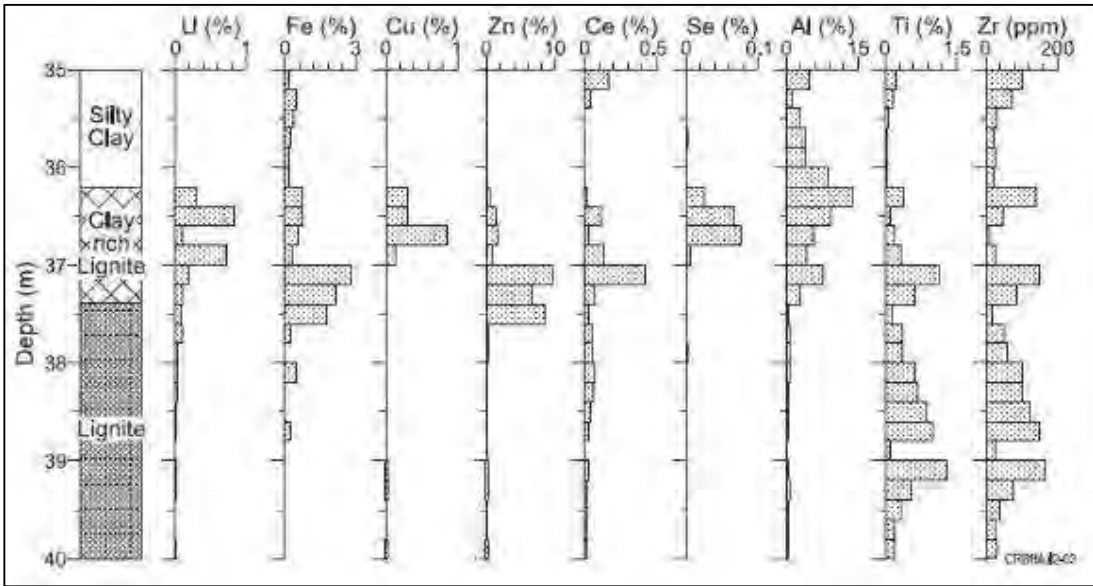 U (%) Fe (%) Cu (%) Zn (%) Ce (%) Se (%) Al (%) Ti (%) Zr (ppm)
0 1 0 3 0 1 0 10 0 0.5 0 0.1 0 15 0 1.5 0 200
35
Silty
Clay
36
Clay
rich
Lignite
37
Depth (m)
38
Lignite
39
40